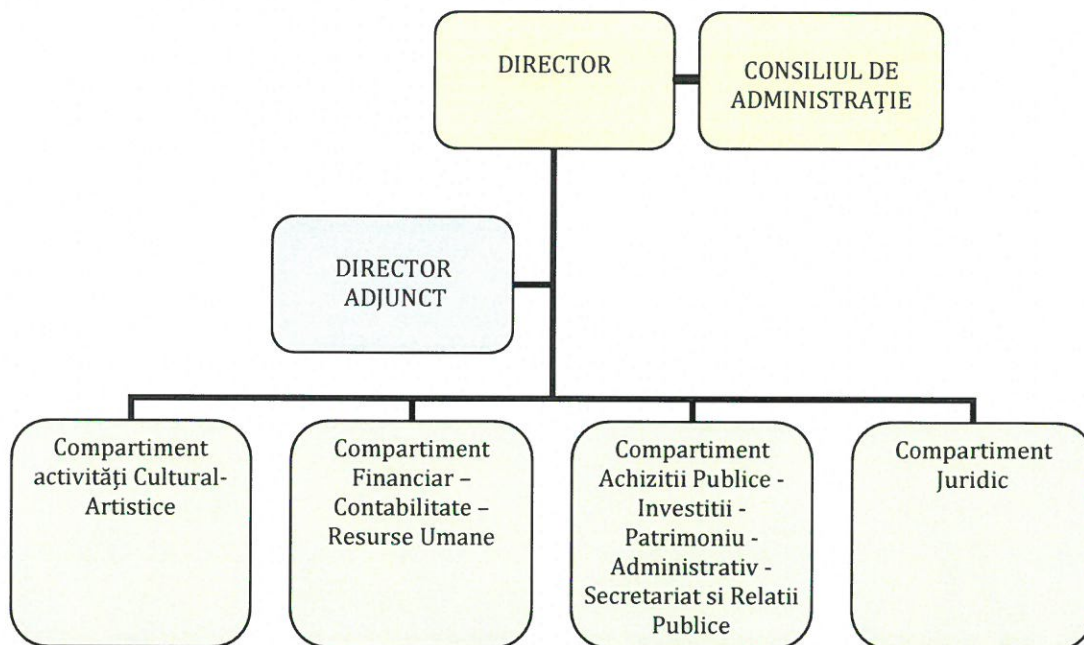 DIRECTOR
CONSILIUL DE
ADMINISTRAȚIE
DIRECTOR
ADJUNCT
Compartiment
activități Cultural-
Artistice
Compartiment
Financiar –
Contabilitate –
Resurse Umane
Compartiment
Achizitii Publice -
Investitii -
Patrimoniu -
Administrativ -
Secretariat si Relatii
Publice
Compartiment
Juridic